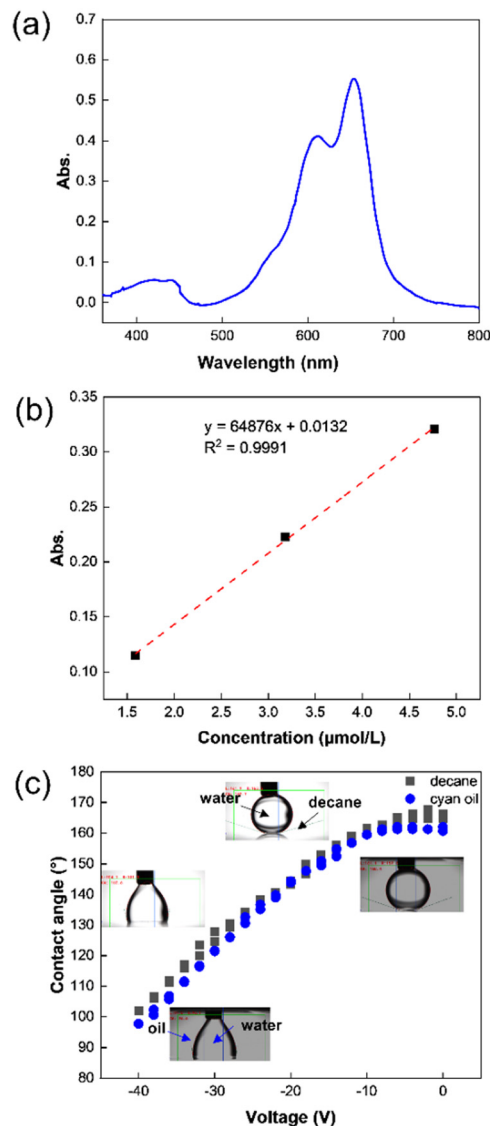 (a)
0.6
0.5
0.4
0.3
0.2
0.1
0.0
Abs.
400 500 600 700 800
Wavelength (nm)
(b)
0.35
0.30
0.25
0.20
0.15
0.10
Abs.
y = 64876x + 0.0132
R² = 0.9991
1.5 2.0 2.5 3.0 3.5 4.0 4.5 5.0
Concentration (μmol/L)
(c)
180
170
160
150
140
130
120
110
100
90
80
Contact angle (°)
decane
cyan oil
water
decane
oil
water
-40 -30 -20 -10 0
Voltage (V)